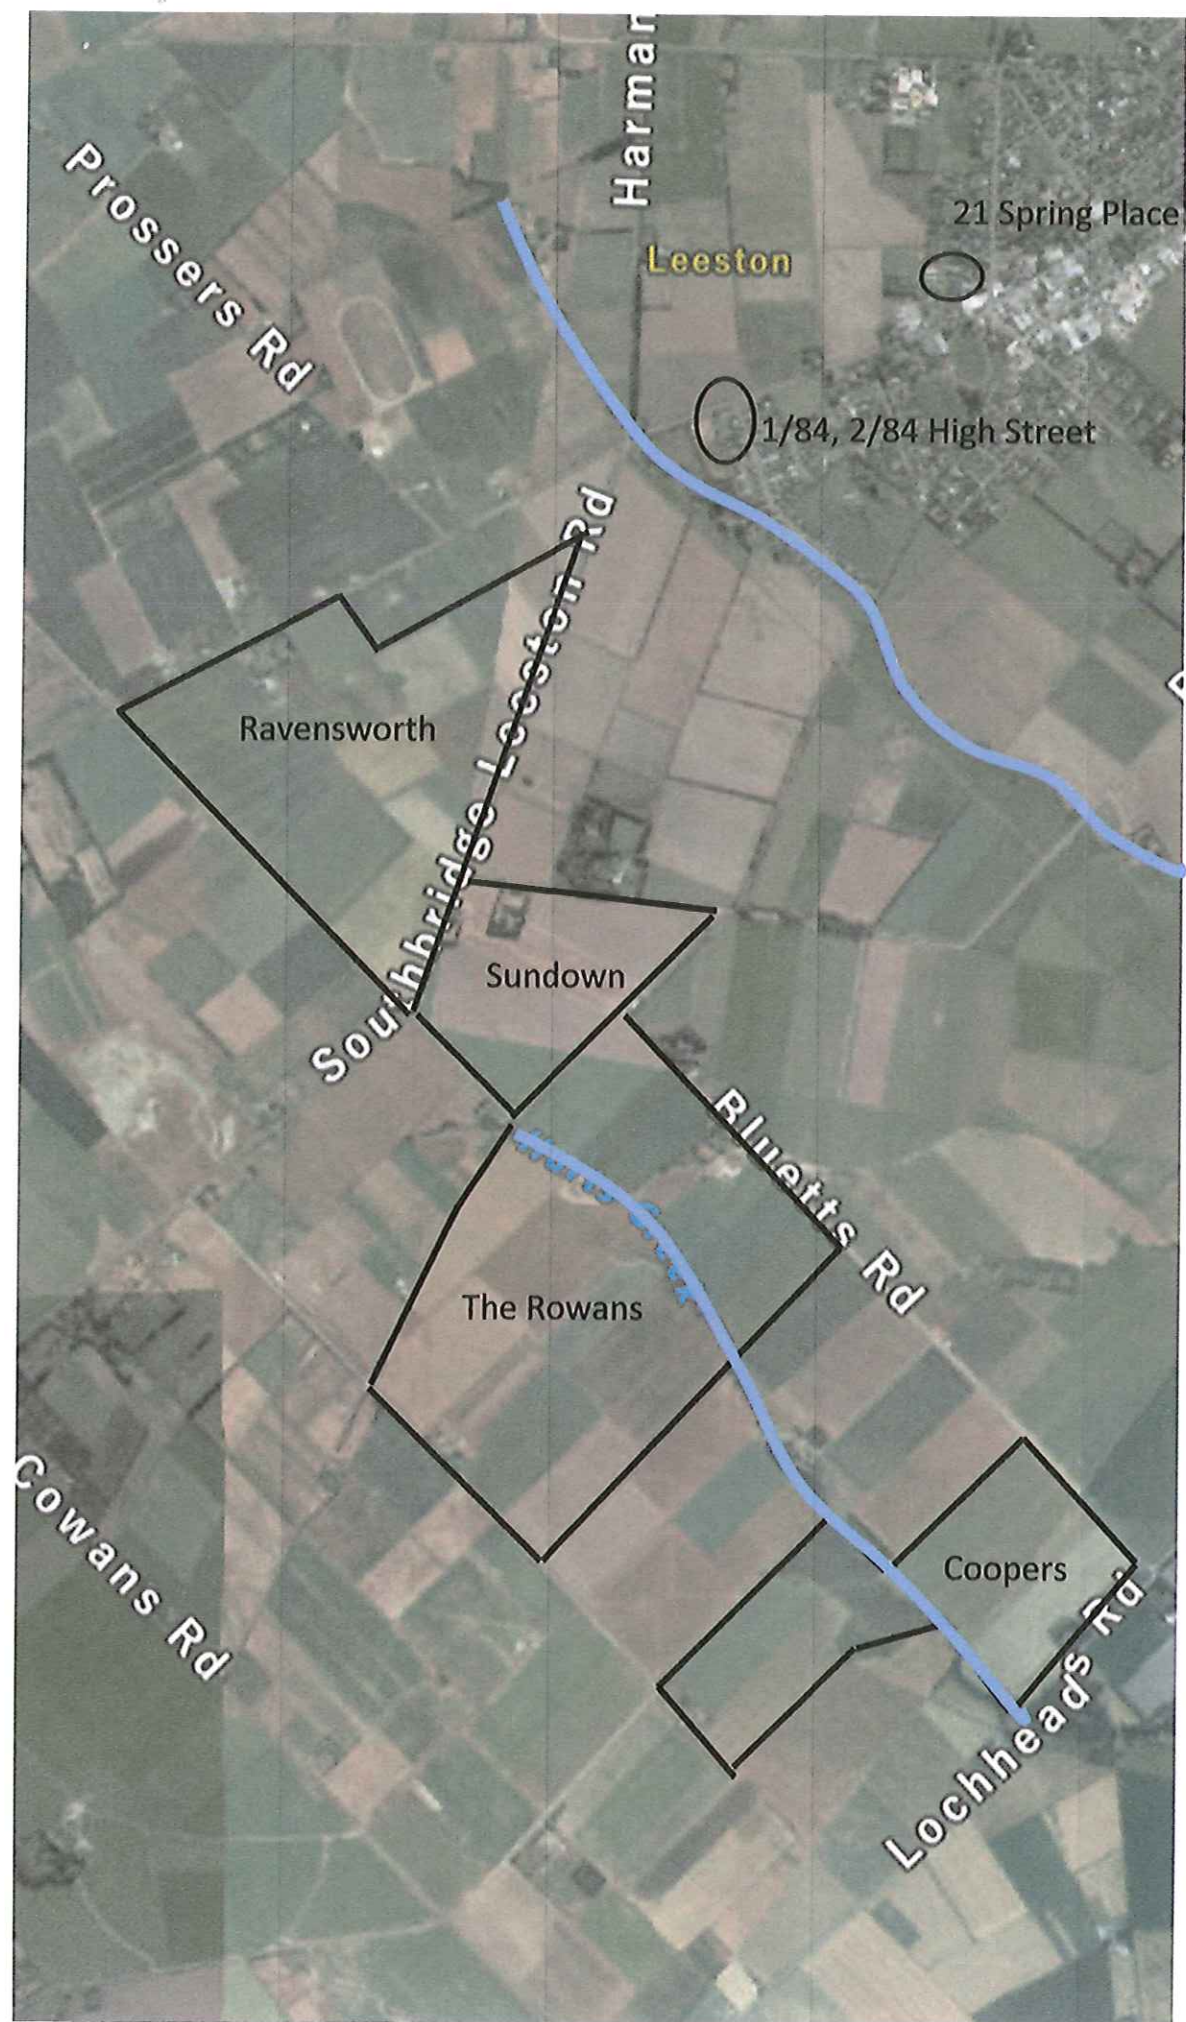 Harman
Prossers Rd
21 Spring Place
Leeston
1/84, 2/84 High Street
Southbridge Leeston Rd
Ravensworth
Sundown
Bluetts Rd
The Rowans
Cowans Rd
Coopers
Lochheads Rd